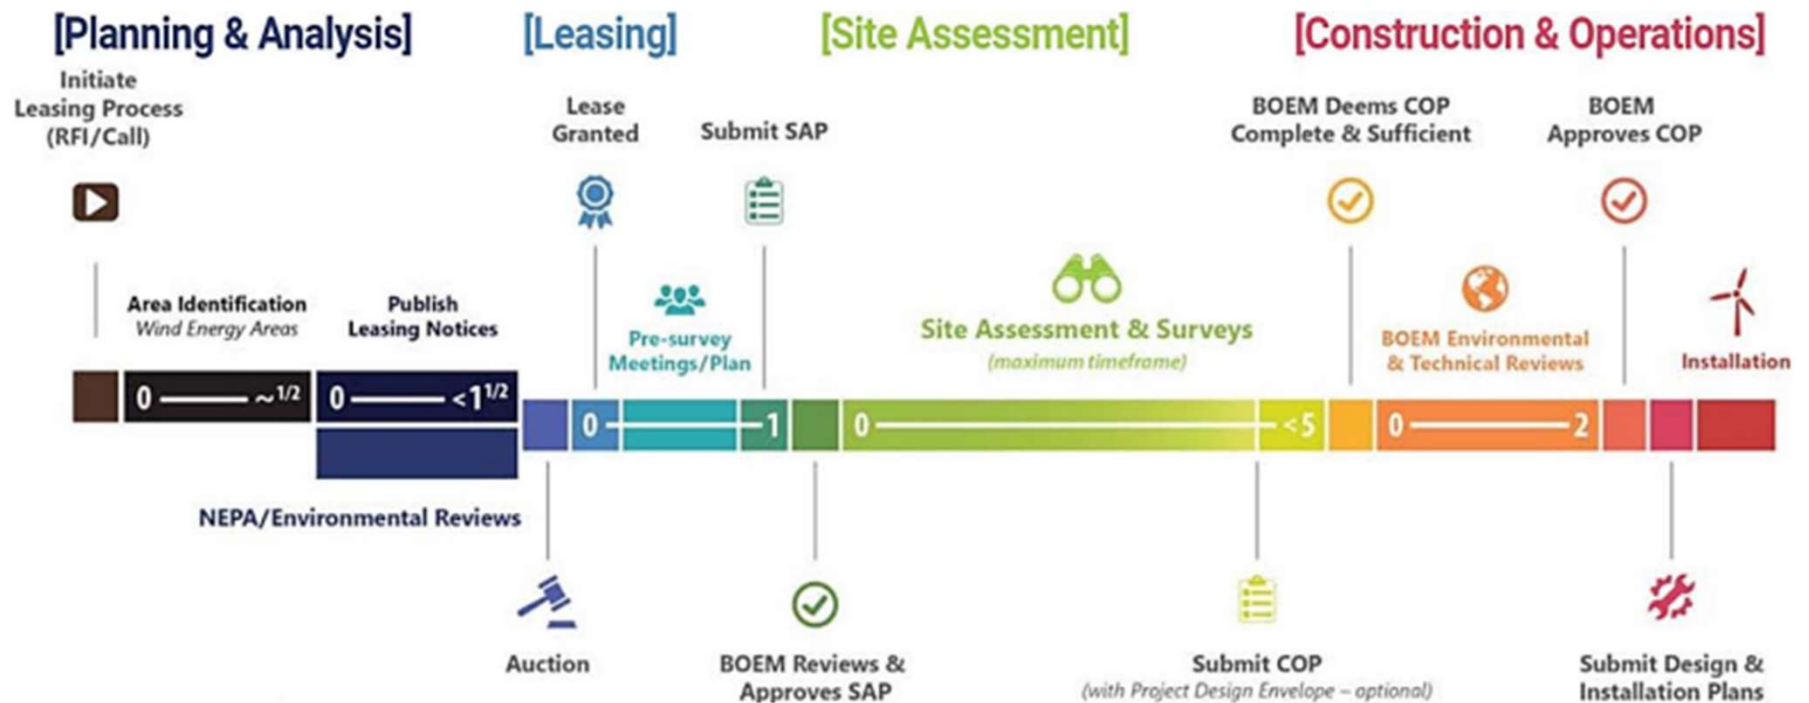 [Planning & Analysis]
[Leasing]
[Site Assessment]
[Construction & Operations]
Initiate
Leasing Process
(RFI/Call)
Lease
Granted
Submit SAP
BOEM Deems COP
Complete & Sufficient
BOEM
Approves COP
Area Identification
Wind Energy Areas
Publish
Leasing Notices
Pre-survey
Meetings/Plan
Site Assessment & Surveys
(maximum timeframe)
BOEM Environmental
& Technical Reviews
Installation
0 ~1/2
0 <1 1/2
0 1
0 <5
0 2
NEPA/Environmental Reviews
Auction
BOEM Reviews &
Approves SAP
Submit COP
(with Project Design Envelope – optional)
Submit Design &
Installation Plans